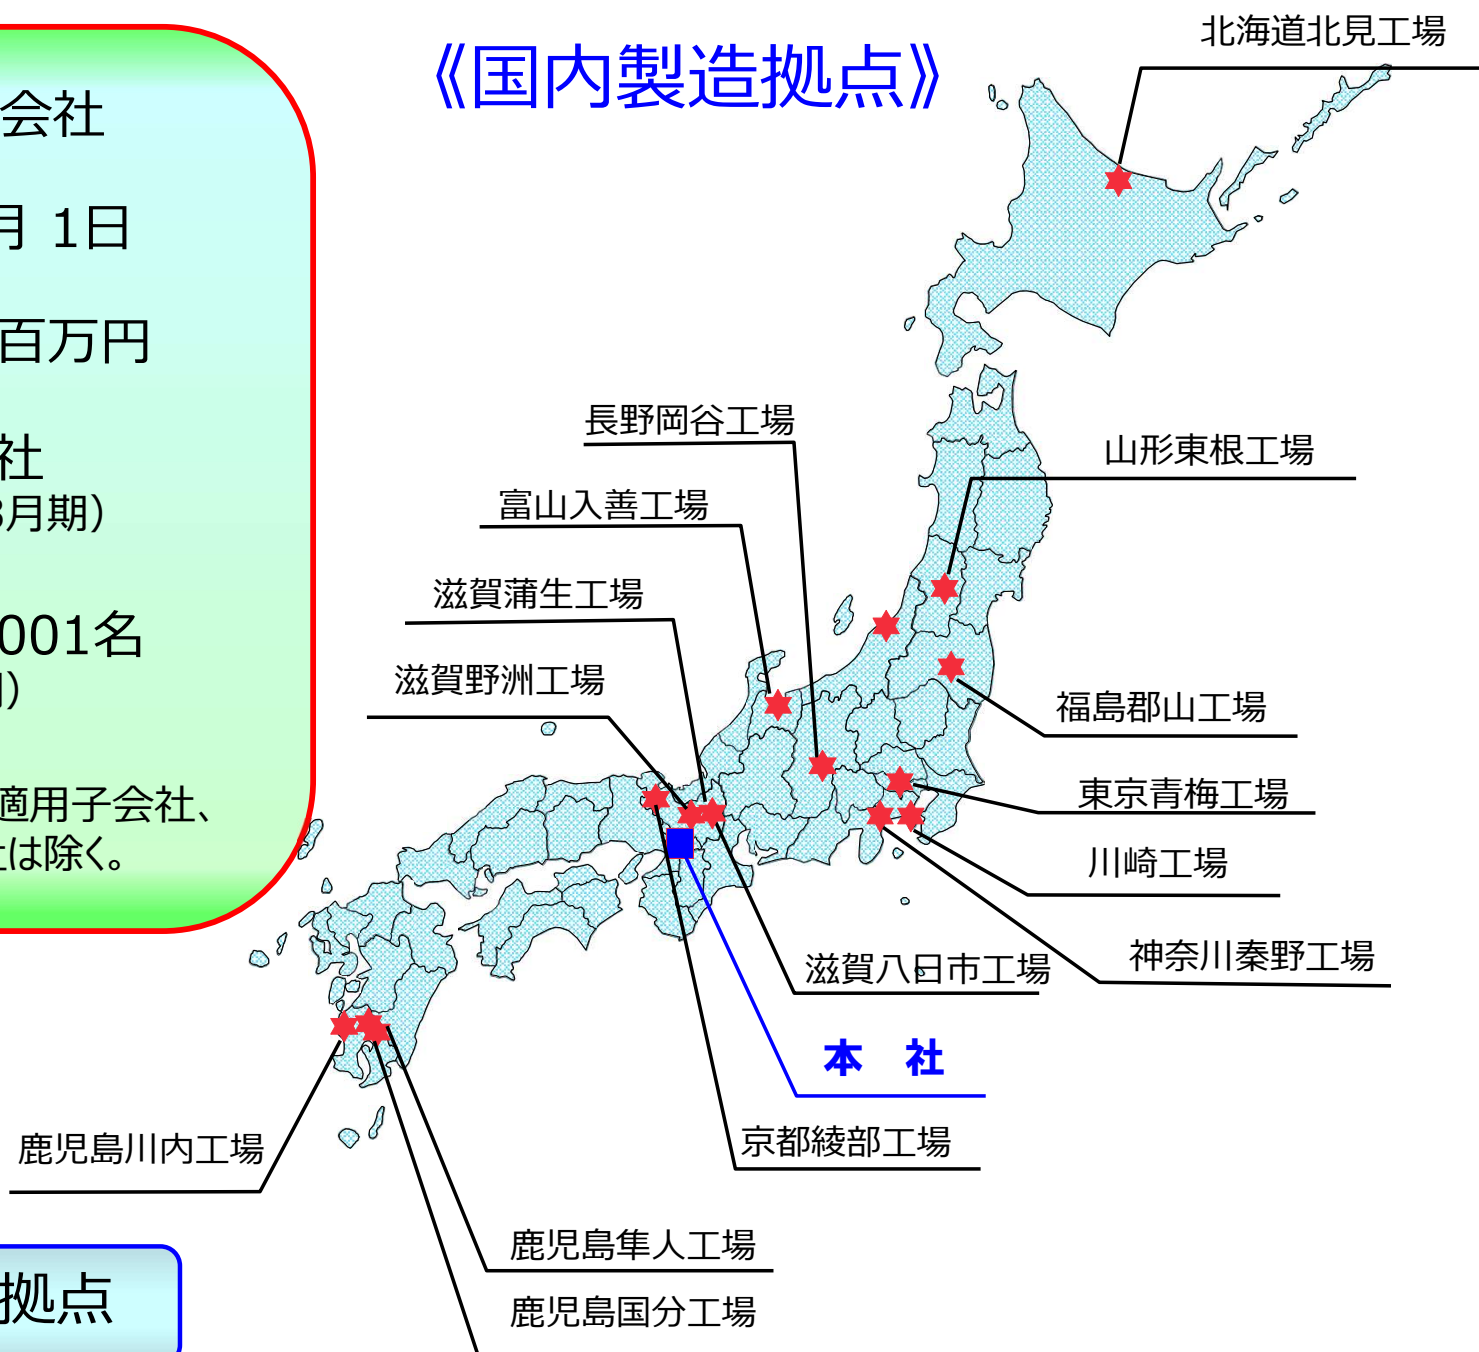 《国内製造拠点》
会社
月 1日
百万円
社
3月期）
001名
）
適用子会社、
は除く。
北海道北見工場
長野岡谷工場
山形東根工場
富山入善工場
滋賀蒲生工場
滋賀野洲工場
福島郡山工場
東京青梅工場
川崎工場
神奈川秦野工場
滋賀八日市工場
本 社
京都綾部工場
鹿児島川内工場
鹿児島隼人工場
鹿児島国分工場
拠点